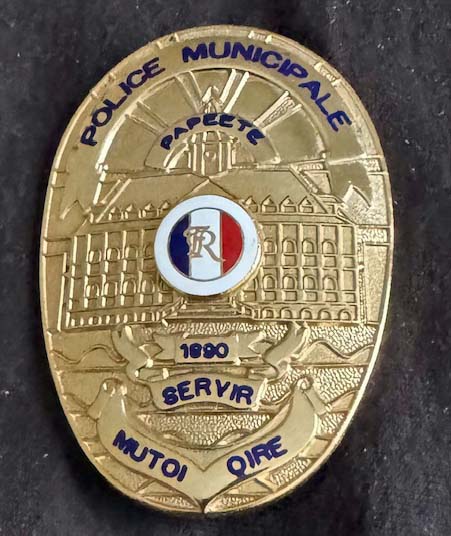 POLICE MUNICIPALE
PAPEETE
RF
1890
SERVIR
MUTOI OIRE